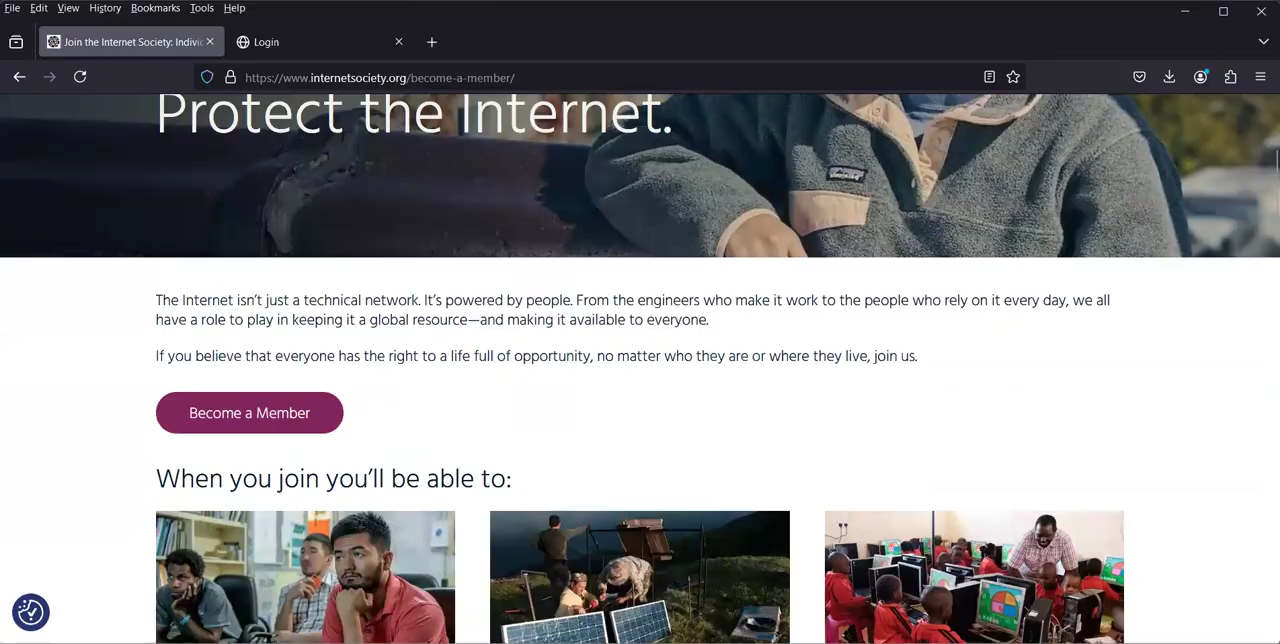 File Edit View History Bookmarks Tools Help
Join the Internet Society: Individ
Login
https://www.internetsociety.org/become-a-member/
Protect the Internet.
The Internet isn't just a technical network. It's powered by people. From the engineers who make it work to the people who rely on it every day, we all
have a role to play in keeping it a global resource—and making it available to everyone.
If you believe that everyone has the right to a life full of opportunity, no matter who they are or where they live, join us.
Become a Member
When you join you'll be able to: